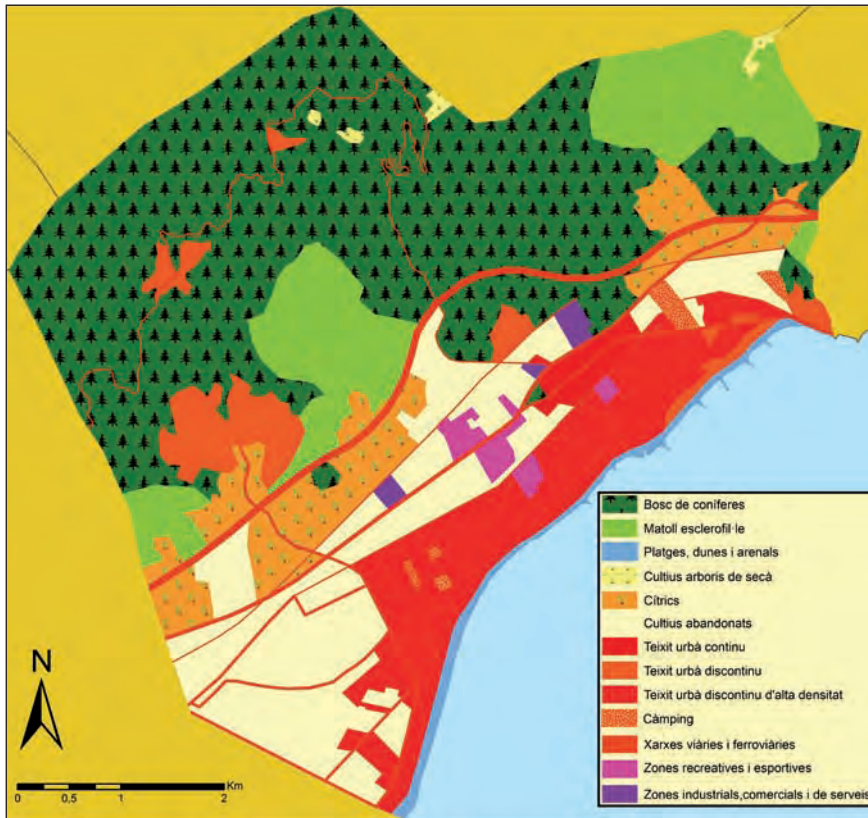 N
Km
0 0,5 1 2
Bosc de coníferes
Matoll esclerofil·le
Platges, dunes i arenals
Cultius arboris de secà
Cítrics
Cultius abandonats
Teixit urbà continu
Teixit urbà discontinu
Teixit urbà discontinu d'alta densitat
Càmping
Xarxes viàries i ferroviàries
Zones recreatives i esportives
Zones industrials,comercials i de serveis